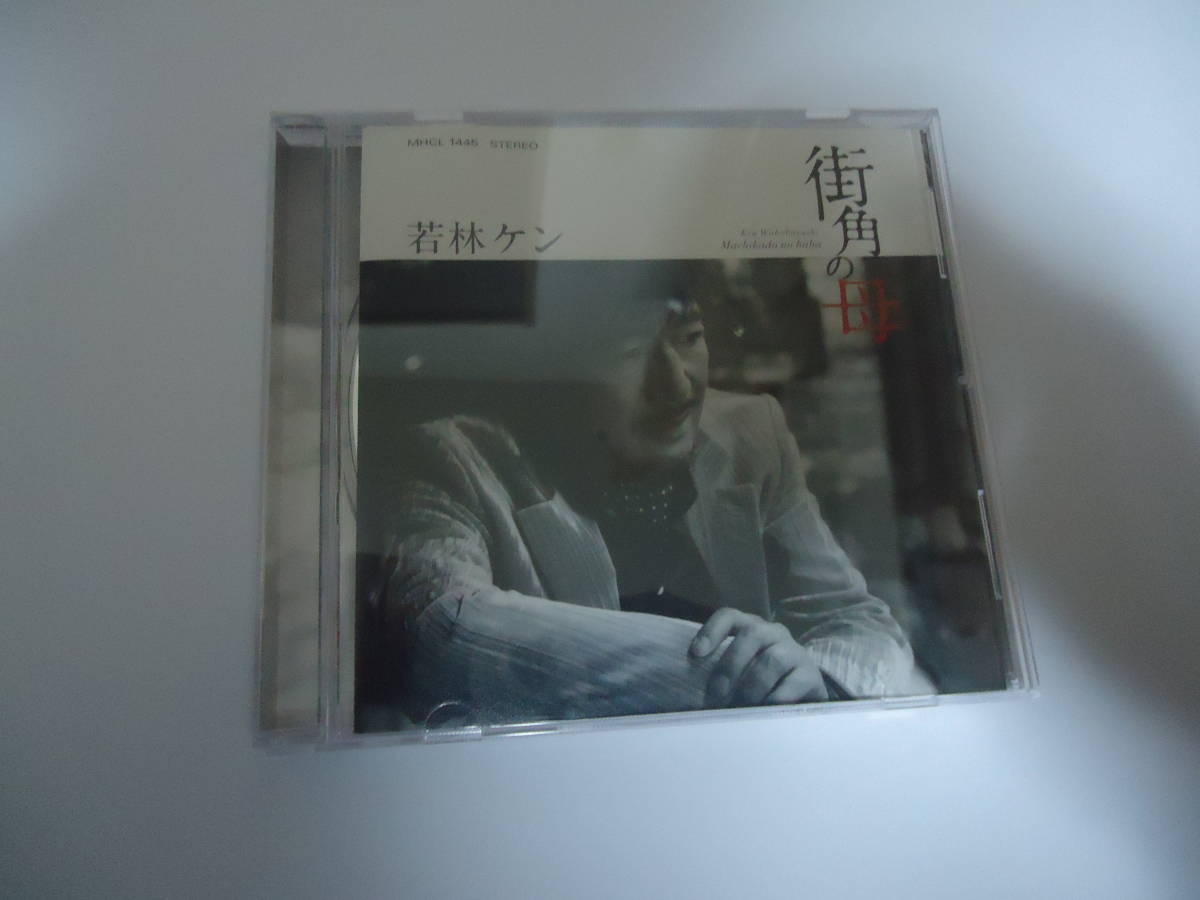 MHCL 1445 STEREO
若林ケン
街角の母
Ken Wakabayashi
Machikado no haha